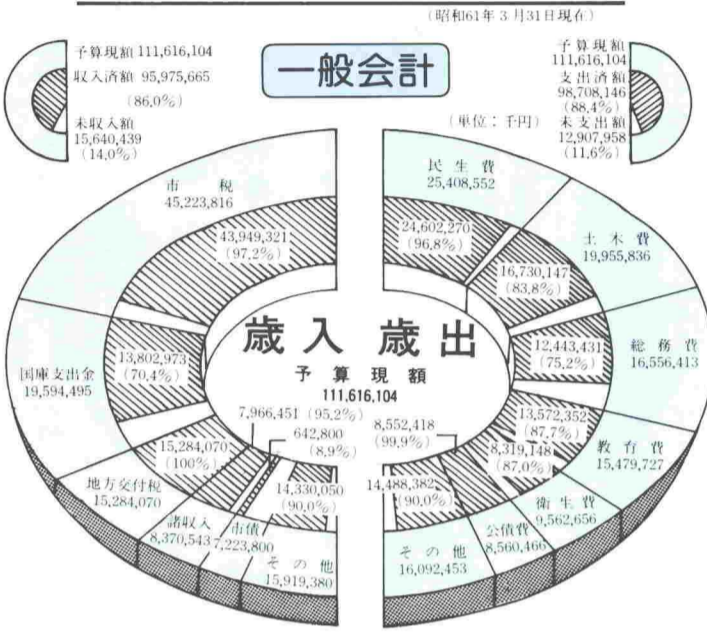 （昭和61年3月31日現在）
一般会計
予算現額 111,616,104
収入済額 95,975,665
（86.0%）
未収入額
15,640,439
（14.0%）
予算現額
111,616,104
支出済額
98,708,146
（88.4%）
未支出額
12,907,958
（11.6%）
（単位：千円）
市税
45,223,816
43,949,321
（97.2%）
国庫支出金
19,594,495
13,802,973
（70.4%）
地方交付税
15,284,070
15,284,070
（100%）
諸収入
8,370,543
7,966,451（95.2%）
市債
7,223,800
642,800
（8.9%）
その他
15,919,380
14,330,050
（90.0%）
歳入 歳出
予算現額
111,616,104
民生費
25,408,552
24,602,270
（96.8%）
土木費
19,955,836
16,730,147
（83.8%）
総務費
16,556,413
12,443,431
（75.2%）
教育費
15,479,727
13,572,352
（87.7%）
衛生費
9,562,656
8,319,148
（87.0%）
公債費
8,560,466
8,552,418
（99.9%）
その他
16,092,453
14,488,382
（90.0%）